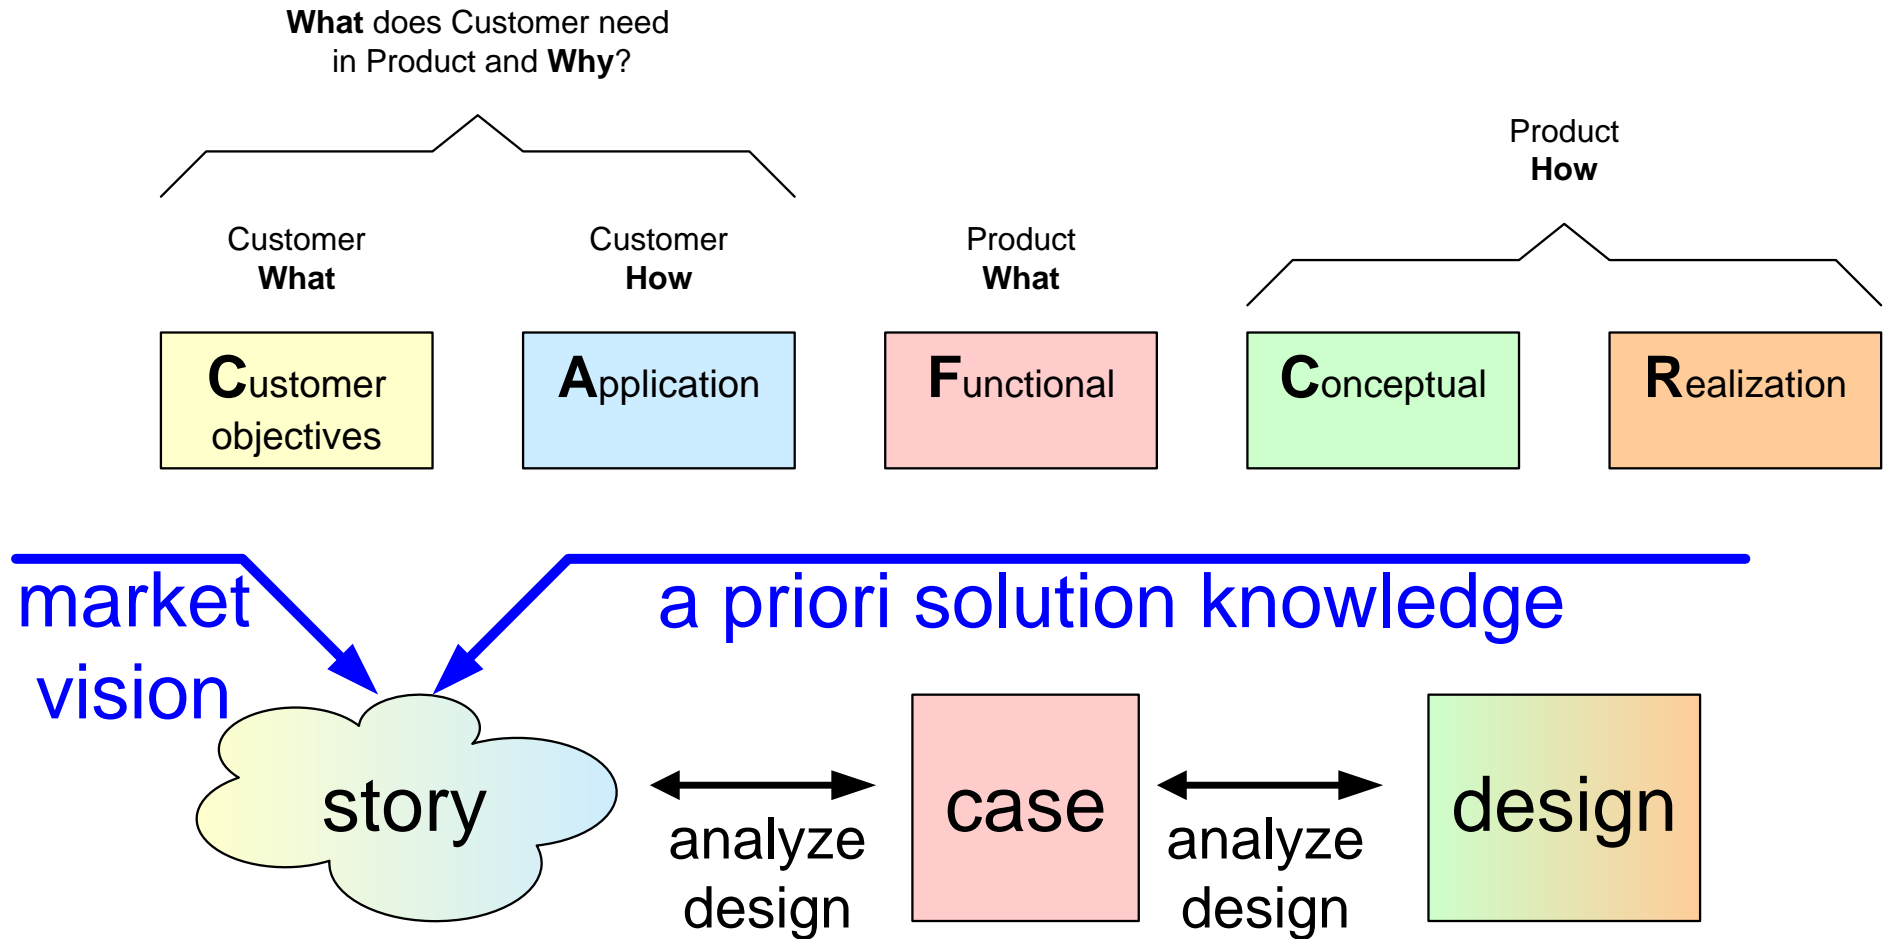 What does Customer need
in Product and Why?
Product
How
Customer
What
Customer
How
Product
What
Customer
objectives
Application
Functional
Conceptual
Realization
market
vision
a priori solution knowledge
story
analyze
design
case
analyze
design
design